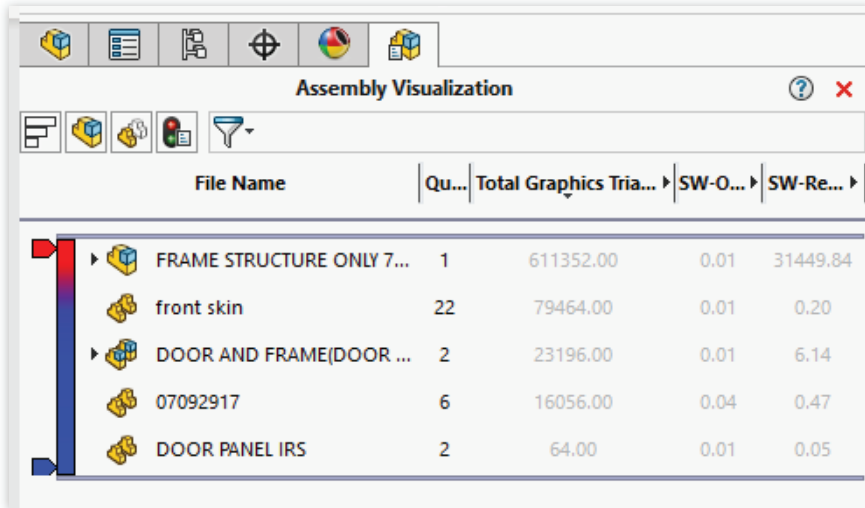 Assembly Visualization
File Name Qu... Total Graphics Tria... SW-O... SW-Re...
FRAME STRUCTURE ONLY 7... 1 611352.00 0.01 31449.84
front skin 22 79464.00 0.01 0.20
DOOR AND FRAME(DOOR ... 2 23196.00 0.01 6.14
07092917 6 16056.00 0.04 0.47
DOOR PANEL IRS 2 64.00 0.01 0.05